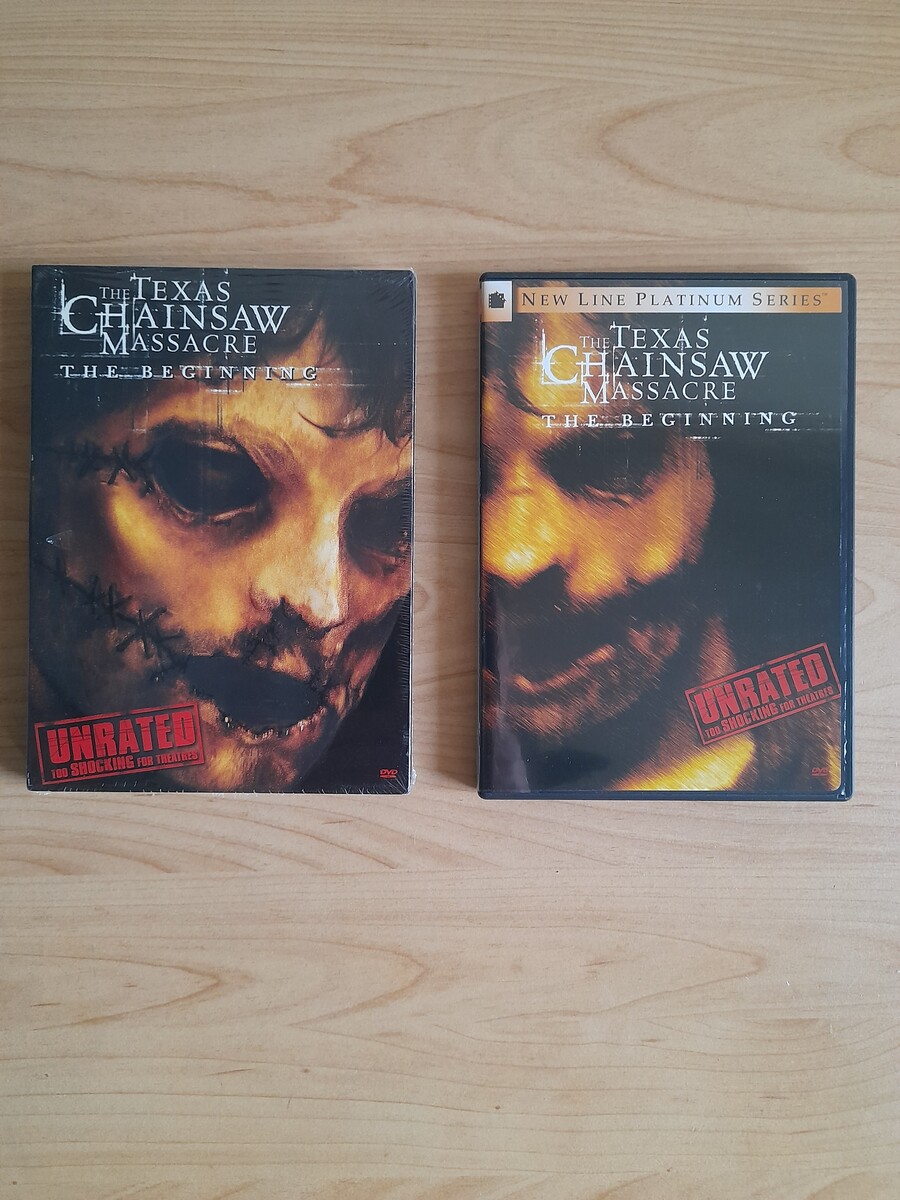 THE TEXAS
CHAINSAW
MASSACRE
THE BEGINNING
UNRATED
TOO SHOCKING FOR THEATRES
DVD
NEW LINE PLATINUM SERIES™
THE TEXAS
CHAINSAW
MASSACRE
THE BEGINNING
UNRATED
TOO SHOCKING FOR THEATRES
DVD